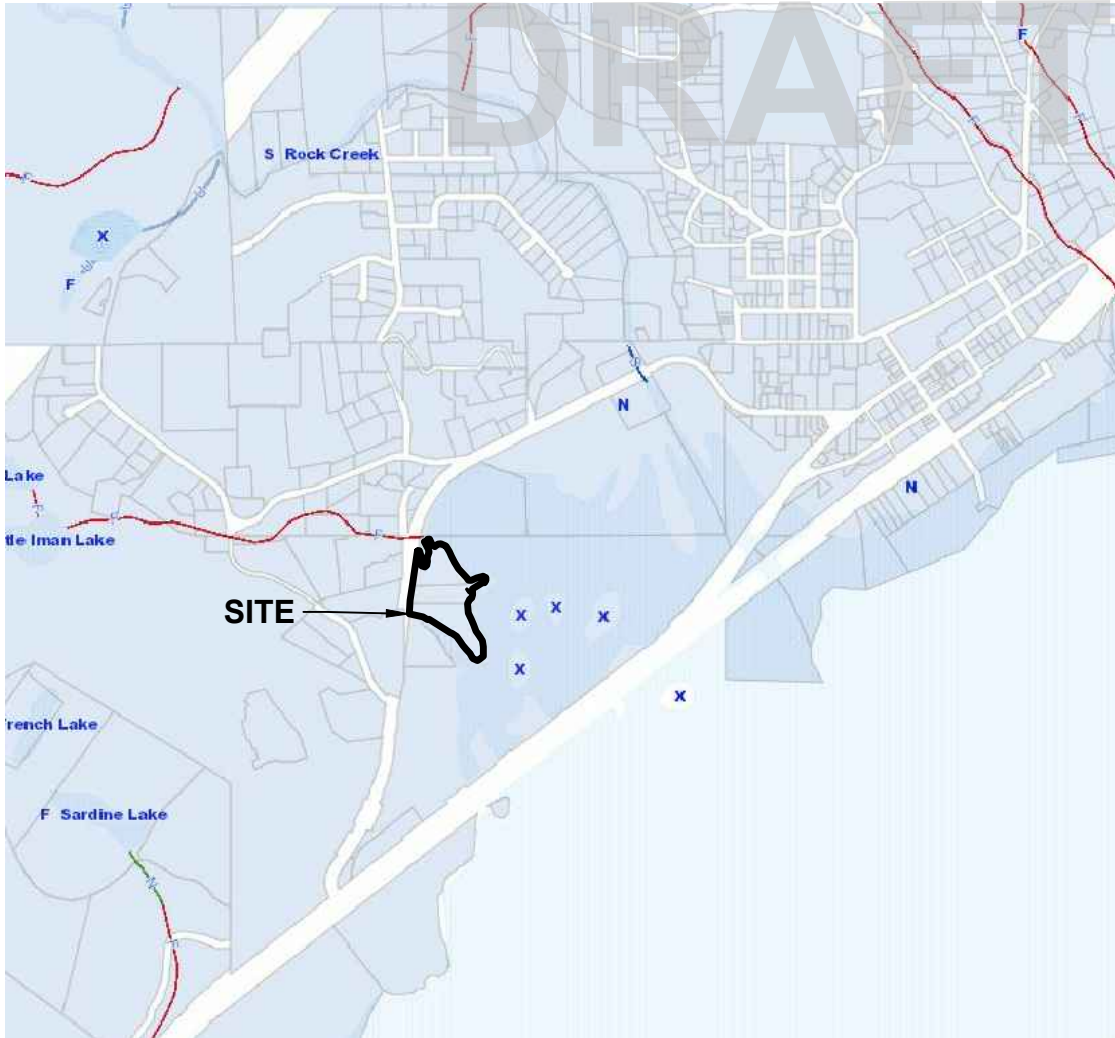 DRAFT
F
F
F
F
F
S Rock Creek
F
U
X
U
F
S
N
Lake
F
tle Iman Lake
F
F
N
SITE
X
X
X
X
X
rench Lake
F Sardine Lake
N
F